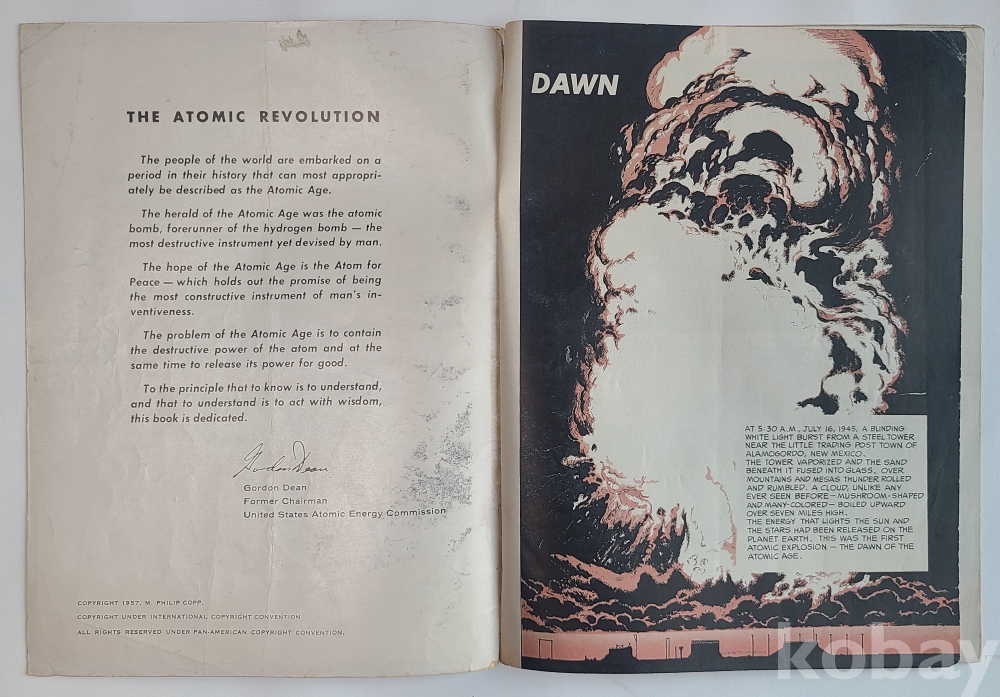 THE ATOMIC REVOLUTION
The people of the world are embarked on a
period in their history that can most appropri-
ately be described as the Atomic Age.
The herald of the Atomic Age was the atomic
bomb, forerunner of the hydrogen bomb — the
most destructive instrument yet devised by man.
The hope of the Atomic Age is the Atom for
Peace — which holds out the promise of being
the most constructive instrument of man's in-
ventiveness.
The problem of the Atomic Age is to contain
the destructive power of the atom and at the
same time to release its power for good.
To the principle that to know is to understand,
and that to understand is to act with wisdom,
this book is dedicated.
Gordon Dean
Gordon Dean
Former Chairman
United States Atomic Energy Commission
COPYRIGHT 1957, M. PHILIP COPP.
COPYRIGHT UNDER INTERNATIONAL COPYRIGHT CONVENTION
ALL RIGHTS RESERVED UNDER PAN-AMERICAN COPYRIGHT CONVENTION.
DAWN
AT 5:30 A.M., JULY 16, 1945, A BLINDING
WHITE LIGHT BURST FROM A STEEL TOWER
NEAR THE LITTLE TRADING POST TOWN OF
ALAMOGORDO, NEW MEXICO.
THE TOWER VAPORIZED AND THE SAND
BENEATH IT FUSED INTO GLASS. OVER
MOUNTAINS AND MESAS THUNDER ROLLED
AND RUMBLED. A CLOUD, UNLIKE ANY
EVER SEEN BEFORE — MUSHROOM-SHAPED
AND MANY-COLORED — BOILED UPWARD
OVER SEVEN MILES HIGH.
THE ENERGY THAT LIGHTS THE SUN AND
THE STARS HAD BEEN RELEASED ON THE
PLANET EARTH. THIS WAS THE FIRST
ATOMIC EXPLOSION — THE DAWN OF THE
ATOMIC AGE.
kobay